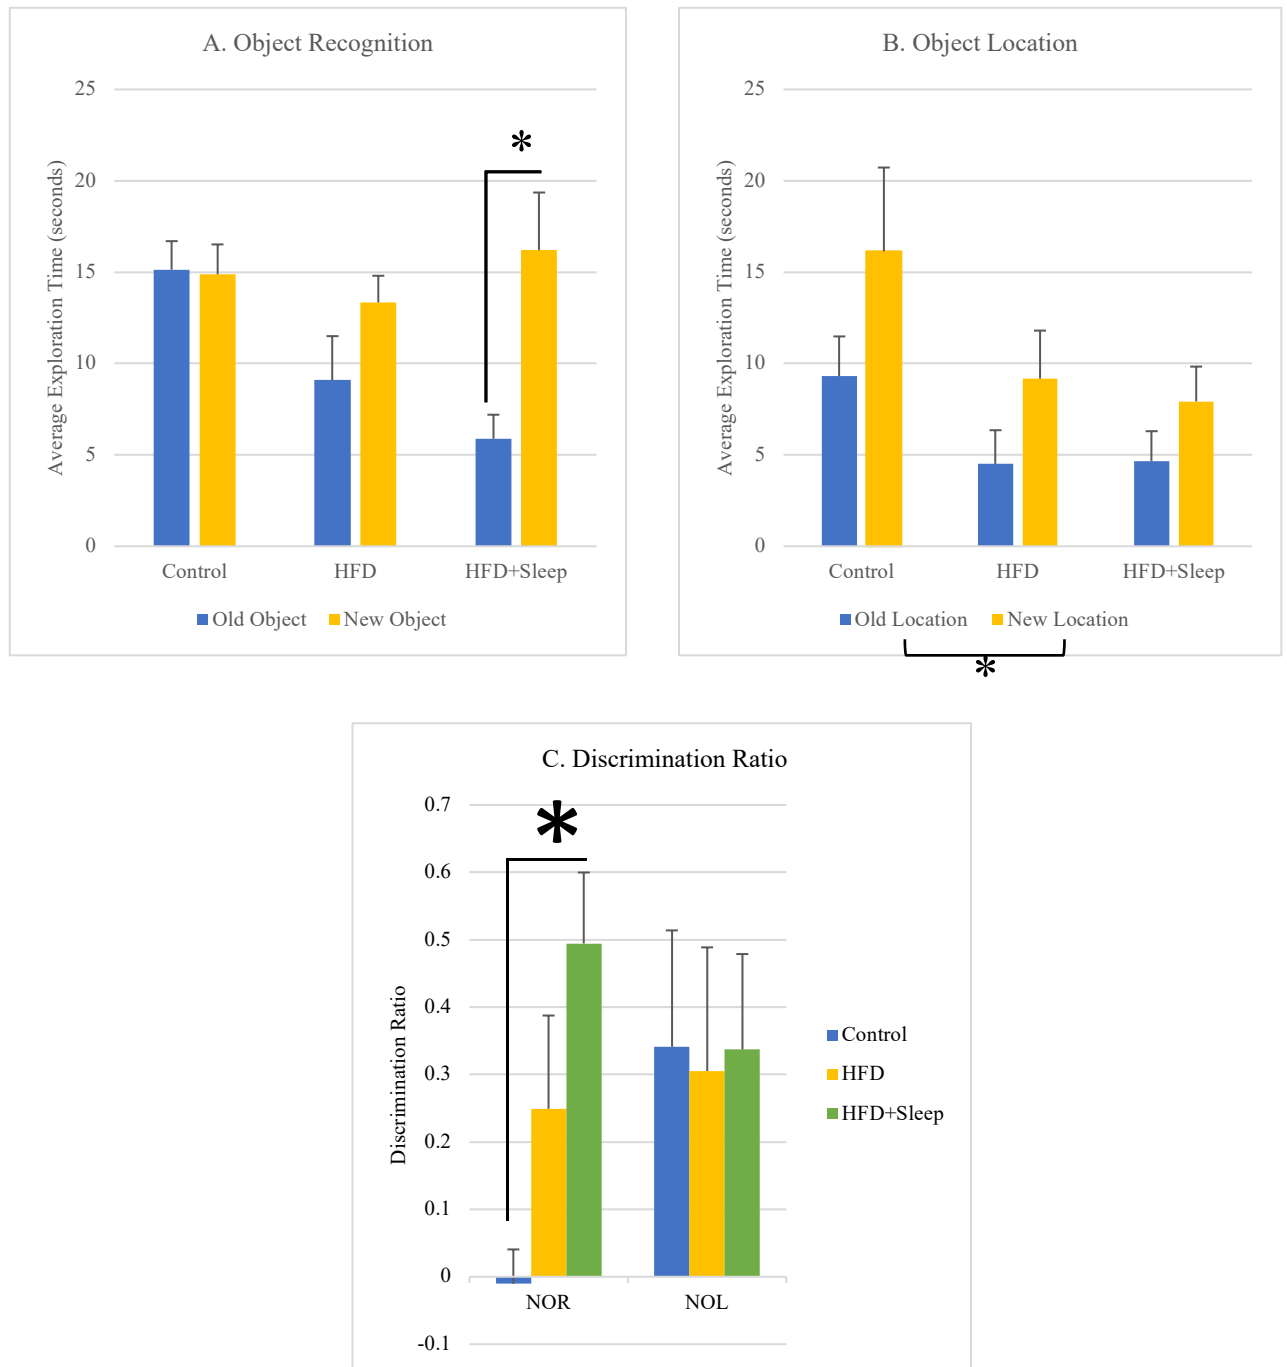 A. Object Recognition
25
20
15
10
5
0
Average Exploration Time (seconds)
*
Control HFD HFD+Sleep
Old Object New Object
B. Object Location
25
20
15
10
5
0
Average Exploration Time (seconds)
Control HFD HFD+Sleep
Old Location New Location
*
C. Discrimination Ratio
0.7
0.6
0.5
0.4
0.3
0.2
0.1
0
-0.1
Discrimination Ratio
*
NOR NOL
Control
HFD
HFD+Sleep